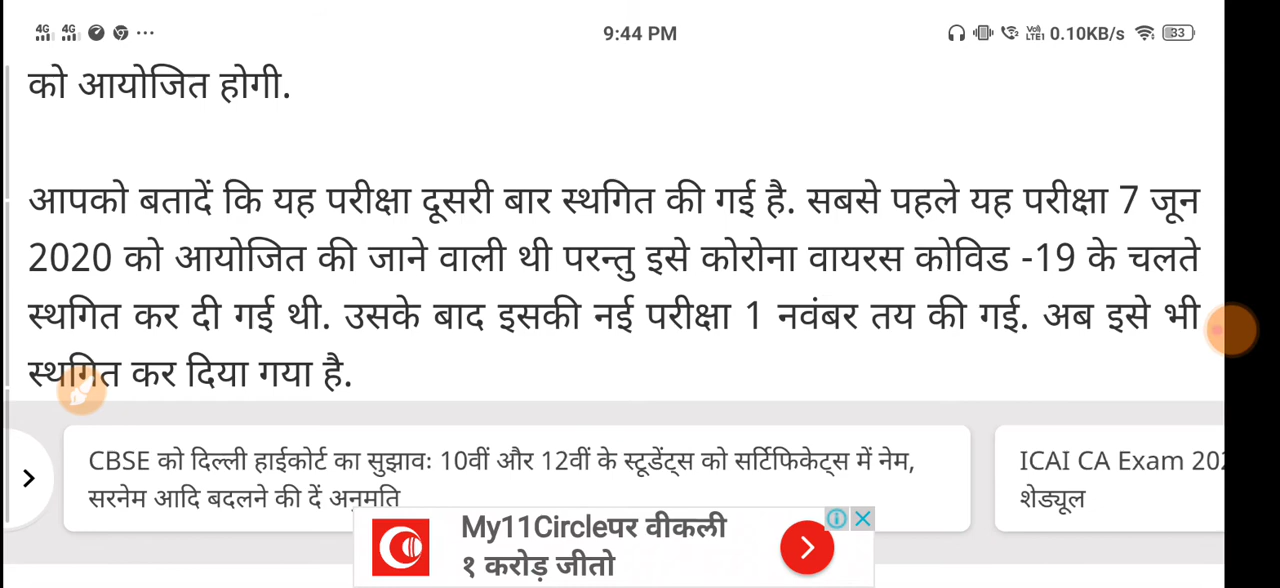 4G 4G ... 9:44 PM VoLTE1 0.10KB/s 33
को आयोजित होगी.
आपको बतादें कि यह परीक्षा दूसरी बार स्थगित की गई है. सबसे पहले यह परीक्षा 7 जून
2020 को आयोजित की जाने वाली थी परन्तु इसे कोरोना वायरस कोविड -19 के चलते
स्थगित कर दी गई थी. उसके बाद इसकी नई परीक्षा 1 नवंबर तय की गई. अब इसे भी
स्थगित कर दिया गया है.
CBSE को दिल्ली हाईकोर्ट का सुझावः 10वीं और 12वीं के स्टूडेंट्स को सर्टिफिकेट्स में नेम,
सरनेम आदि बदलने की दें अनुमति
ICAI CA Exam 202
शेड्यूल
My11Circleपर वीकली
१ करोड़ जीतो